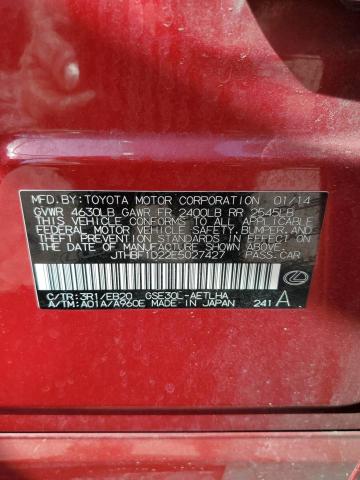 MFD.BY:TOYOTA MOTOR CORPORATION 01/14
GVWR 4630LB GAWR FR 2400LB RR 2545LB
THIS VEHICLE CONFORMS TO ALL APPLICABLE
FEDERAL MOTOR VEHICLE SAFETY,BUMPER,AND
THEFT PREVENTION STANDARDS IN EFFECT ON
THE DATE OF MANUFACTURE SHOWN ABOVE.
JTHBF1D22E5027427 PASS.CAR
C/TR:3R1/EB20 GSE30L-AETLHA
A/TM:A01A/A960E MADE IN JAPAN 241 A